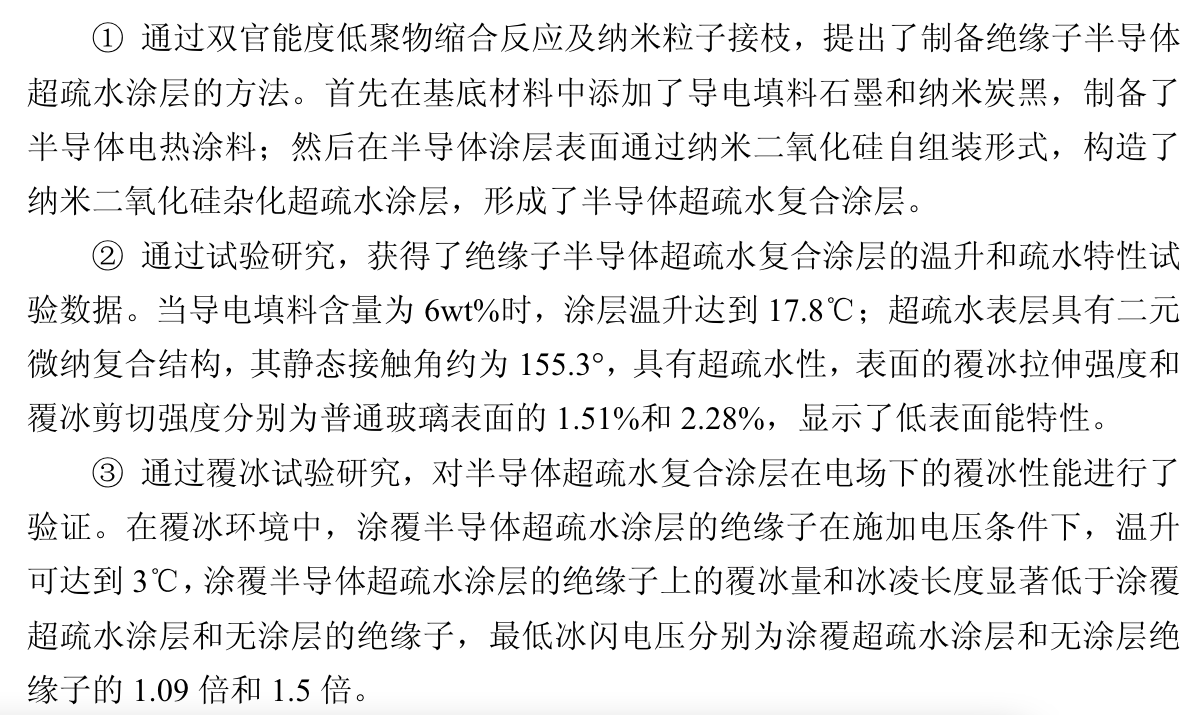 ① 通过双官能度低聚物缩合反应及纳米粒子接枝，提出了制备绝缘子半导体
超疏水涂层的方法。首先在基底材料中添加了导电填料石墨和纳米炭黑，制备了
半导体电热涂料；然后在半导体涂层表面通过纳米二氧化硅自组装形式，构造了
纳米二氧化硅杂化超疏水涂层，形成了半导体超疏水复合涂层。
② 通过试验研究，获得了绝缘子半导体超疏水复合涂层的温升和疏水特性试
验数据。当导电填料含量为 6wt%时，涂层温升达到 17.8℃；超疏水表层具有二元
微纳复合结构，其静态接触角约为 155.3°，具有超疏水性，表面的覆冰拉伸强度和
覆冰剪切强度分别为普通玻璃表面的 1.51%和 2.28%，显示了低表面能特性。
③ 通过覆冰试验研究，对半导体超疏水复合涂层在电场下的覆冰性能进行了
验证。在覆冰环境中，涂覆半导体超疏水涂层的绝缘子在施加电压条件下，温升
可达到 3℃，涂覆半导体超疏水涂层的绝缘子上的覆冰量和冰凌长度显著低于涂覆
超疏水涂层和无涂层的绝缘子，最低冰闪电压分别为涂覆超疏水涂层和无涂层绝
缘子的 1.09 倍和 1.5 倍。